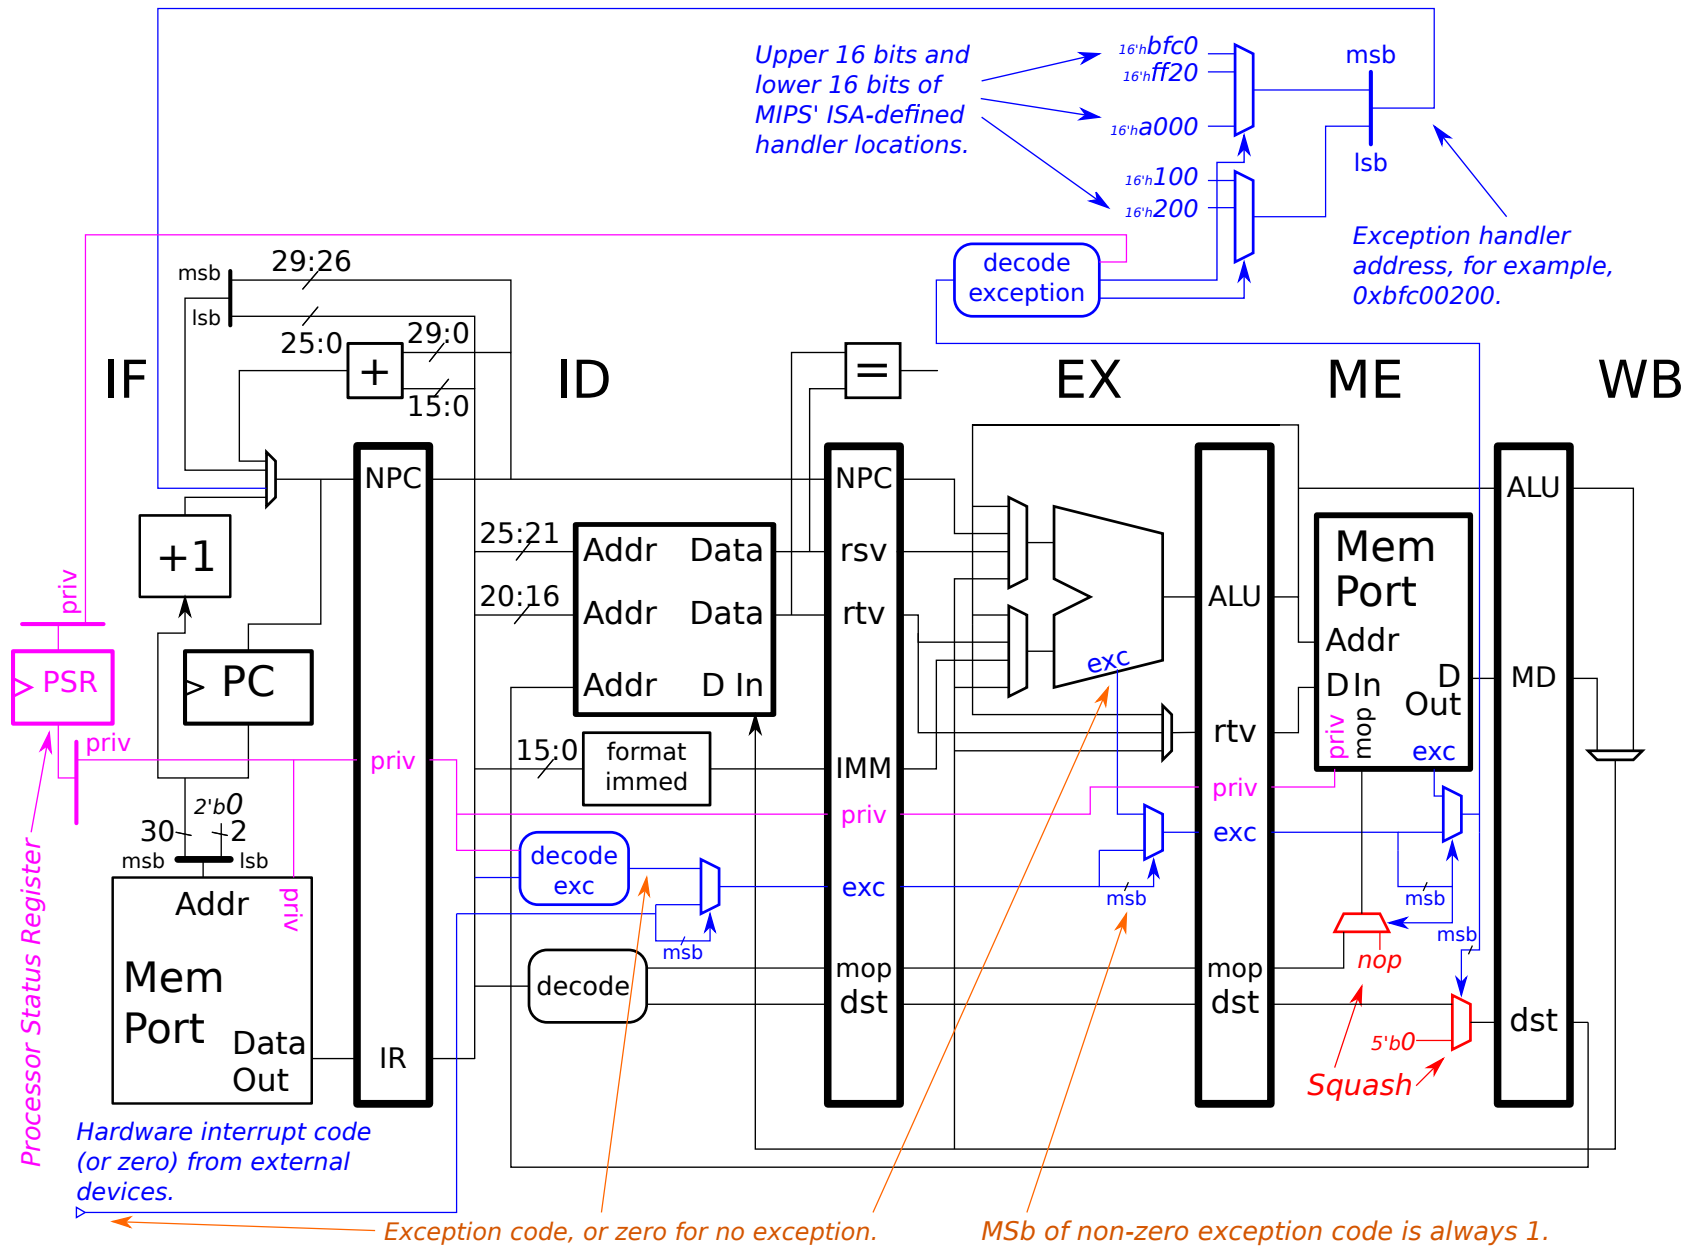 Upper 16 bits and
lower 16 bits of
MIPS' ISA-defined
handler locations.
16'hbfc0
16'hff20
16'ha000
16'h100
16'h200
msb
lsb
Exception handler
address, for example,
0xbfc00200.
decode
exception
msb
29:26
lsb
25:0
29:0
15:0
+
=
IF
ID
EX
ME
WB
NPC
NPC
ALU
+1
25:21
Addr
Data
rsv
20:16
Addr
Data
rtv
Addr
D In
ALU
Mem
Port
Addr
D In
D
Out
priv
mop
exc
MD
priv
PSR
PC
priv
priv
exc
rtv
15:0
format
immed
IMM
priv
priv
2'b0
30
2
msb
lsb
Addr
priv
Mem
Port
Data
Out
IR
decode
exc
msb
exc
msb
exc
msb
msb
decode
mop
dst
mop
dst
nop
5'b0
dst
Squash
Processor Status Register
Hardware interrupt code
(or zero) from external
devices.
Exception code, or zero for no exception.
MSb of non-zero exception code is always 1.